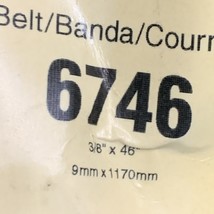 Belt/Banda/Courr
6746
3/8" x 46"
9mm x 1170mm